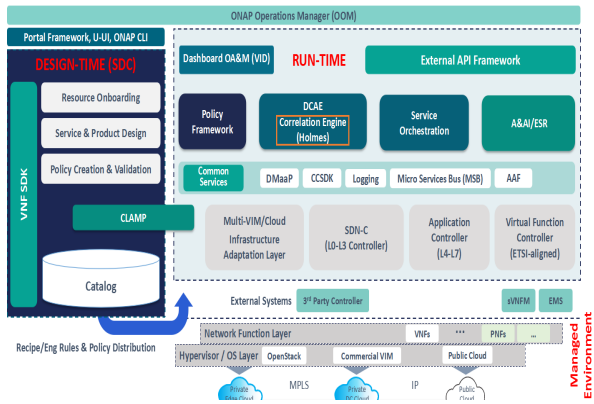 ONAP Operations Manager (OOM)
Portal Framework, U-UI, ONAP CLI
DESIGN-TIME (SDC)
VNF SDK
Resource Onboarding
Service & Product Design
Policy Creation & Validation
CLAMP
Catalog
Recipe/Eng Rules & Policy Distribution
Dashboard OA&M (VID)
RUN-TIME
External API Framework
Policy
Framework
DCAE
Correlation Engine
(Holmes)
Service
Orchestration
A&AI/ESR
Common
Services
DMaaP
CCSDK
Logging
Micro Services Bus (MSB)
AAF
Multi-VIM/Cloud
Infrastructure
Adaptation Layer
SDN-C
(L0-L3 Controller)
Application
Controller
(L4-L7)
Virtual Function
Controller
(ETSI-aligned)
External Systems
3rd Party Controller
sVNFM
EMS
Network Function Layer
VNFs
...
PNFs
...
Hypervisor / OS Layer
OpenStack
Commercial VIM
Public Cloud
Private
Edge Cloud
MPLS
Private
DC Cloud
IP
Public
Cloud
Managed
Environment